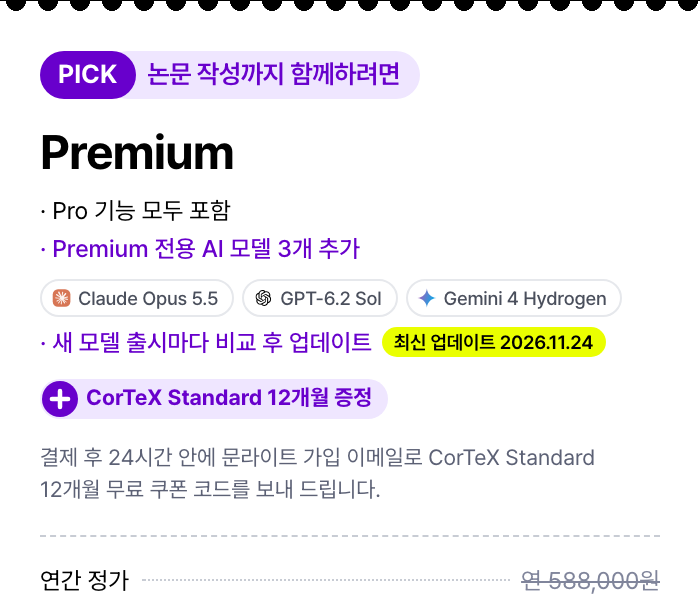 PICK 논문 작성까지 함께하려면
Premium
· Pro 기능 모두 포함
· Premium 전용 AI 모델 3개 추가
Claude Opus 5.5 GPT-6.2 Sol Gemini 4 Hydrogen
· 새 모델 출시마다 비교 후 업데이트 최신 업데이트 2026.11.24
CorTeX Standard 12개월 증정
결제 후 24시간 안에 문라이트 가입 이메일로 CorTeX Standard
12개월 무료 쿠폰 코드를 보내 드립니다.
연간 정가 연 588,000원